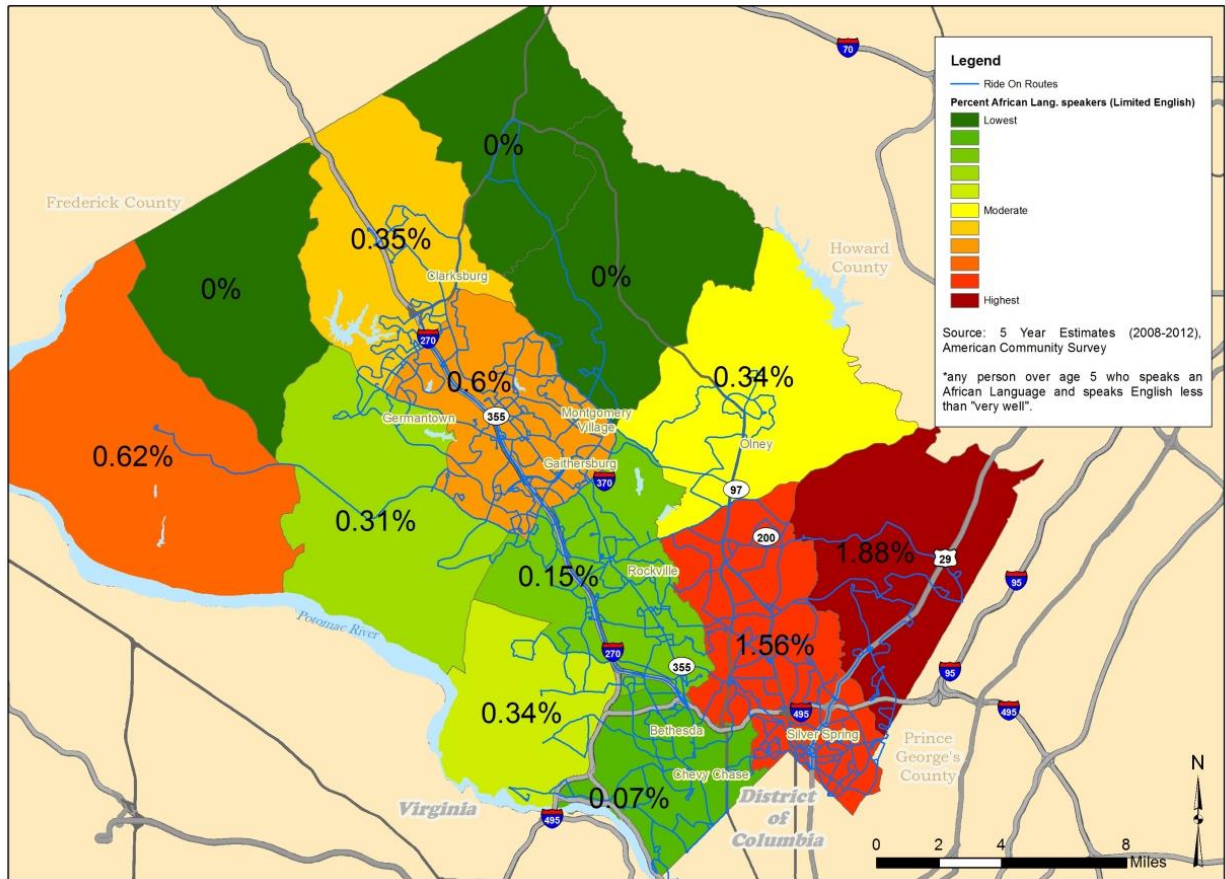 70
Legend
Ride On Routes
Percent African Lang. speakers (Limited English)
Lowest
Moderate
Highest
Source: 5 Year Estimates (2008-2012),
American Community Survey
*any person over age 5 who speaks an
African Language and speaks English less
than "very well".
0%
Frederick County
0.35%
Howard
County
Clarksburg
0%
0%
270
0.6%
0.34%
355
Montgomery
Village
Germantown
Olney
0.62%
Gaithersburg
370
97
0.31%
200
1.88%
29
0.15%
Rockville
95
Potomac River
270
355
1.56%
95
0.34%
495
495
Bethesda
Silver Spring
Prince
George's
County
Chevy Chase
0.07%
Virginia
District
of
Columbia
495
N
0 2 4 8
Miles